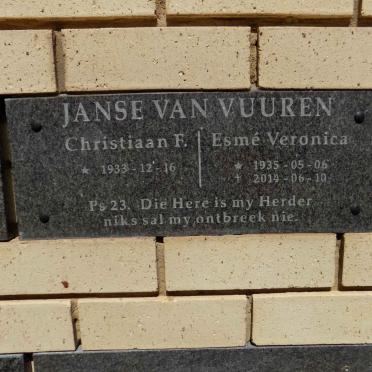 JANSE VAN VUUREN
Christiaan F.
★ 1933-12-16
Esmé Veronica
★ 1935-05-06
✝ 2014-06-10
Ps 23. Die Here is my Herder
niks sal my ontbreek nie.